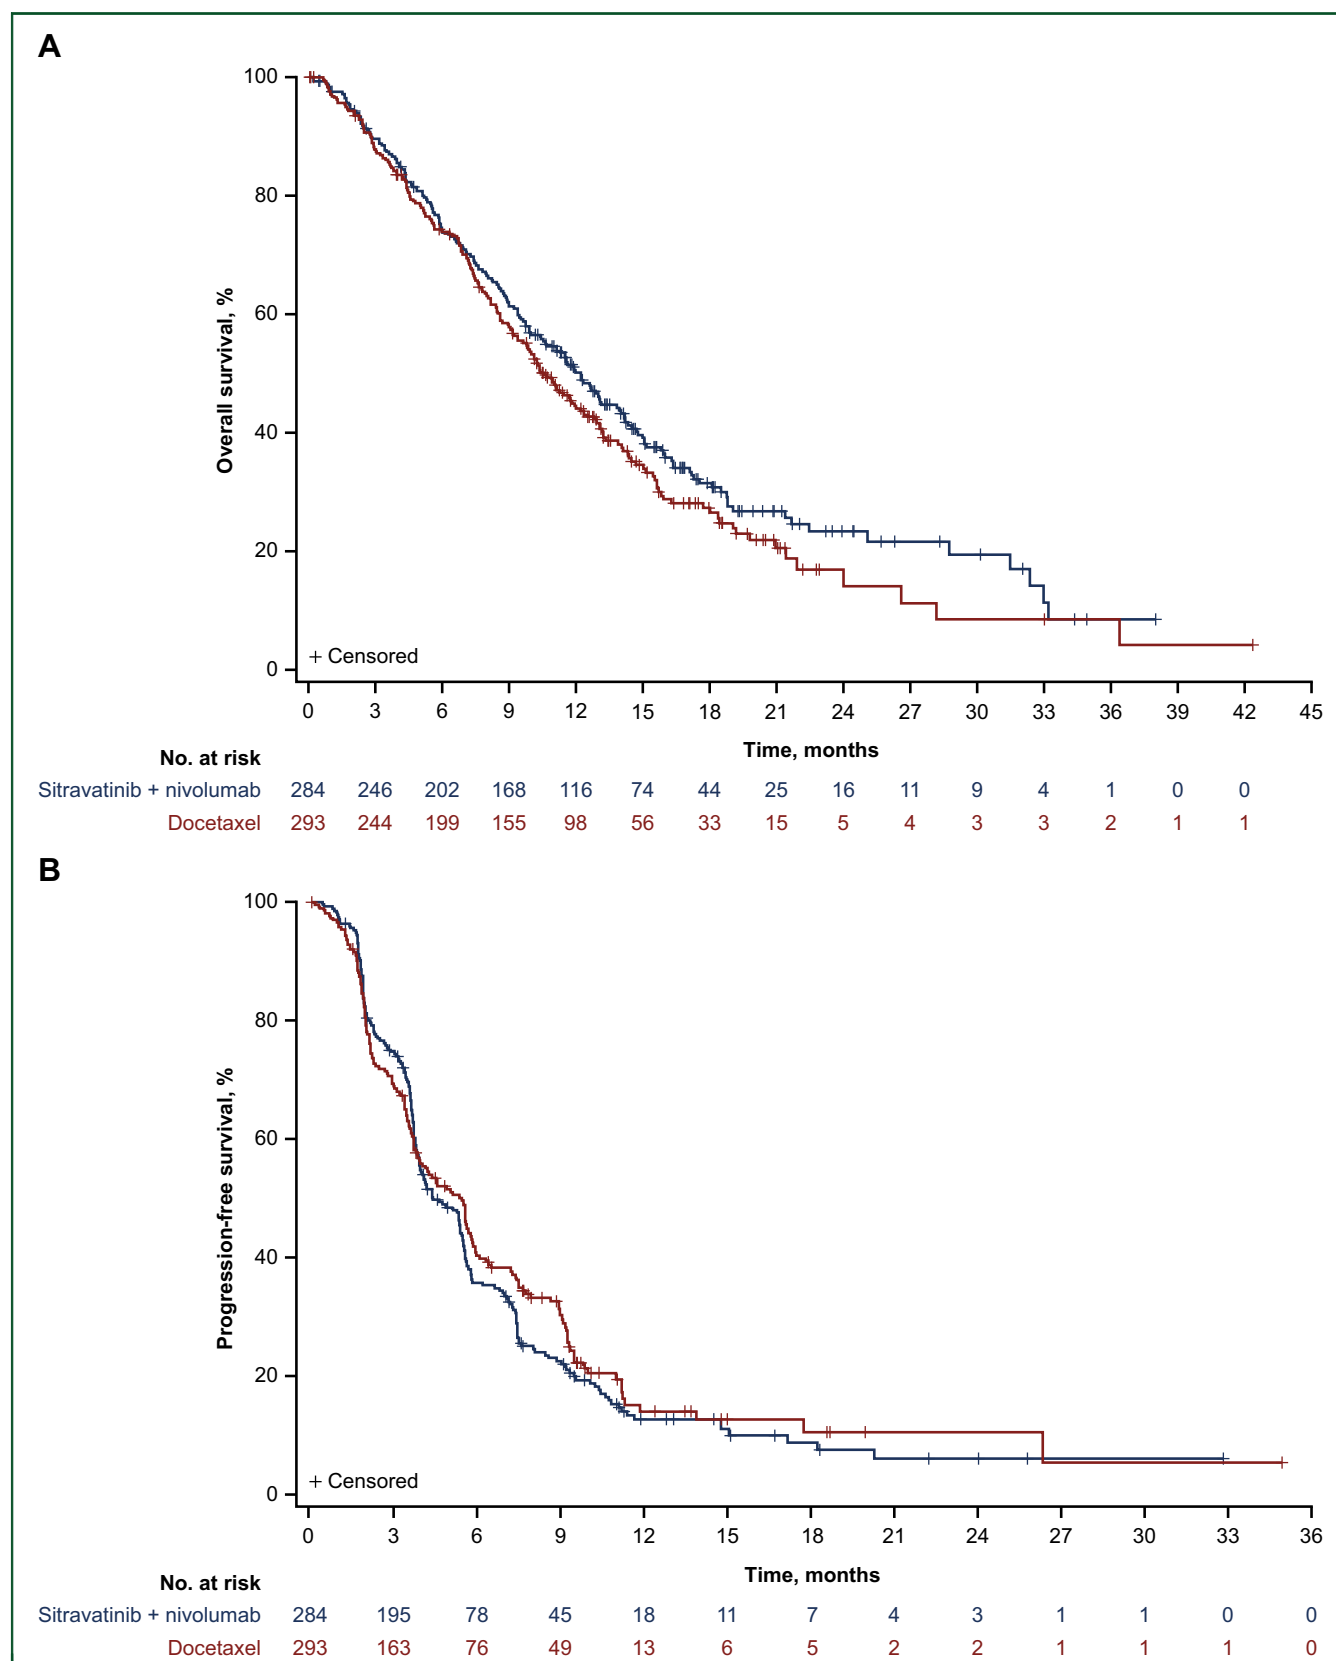 A
100
80
60
40
20
0
Overall survival, %
+ Censored
0 3 6 9 12 15 18 21 24 27 30 33 36 39 42 45
Time, months
No. at risk
Sitravatinib + nivolumab 284 246 202 168 116 74 44 25 16 11 9 4 1 0 0
Docetaxel 293 244 199 155 98 56 33 15 5 4 3 3 2 1 1
B
100
80
60
40
20
0
Progression-free survival, %
+ Censored
0 3 6 9 12 15 18 21 24 27 30 33 36
Time, months
No. at risk
Sitravatinib + nivolumab 284 195 78 45 18 11 7 4 3 1 1 0 0
Docetaxel 293 163 76 49 13 6 5 2 2 1 1 1 0